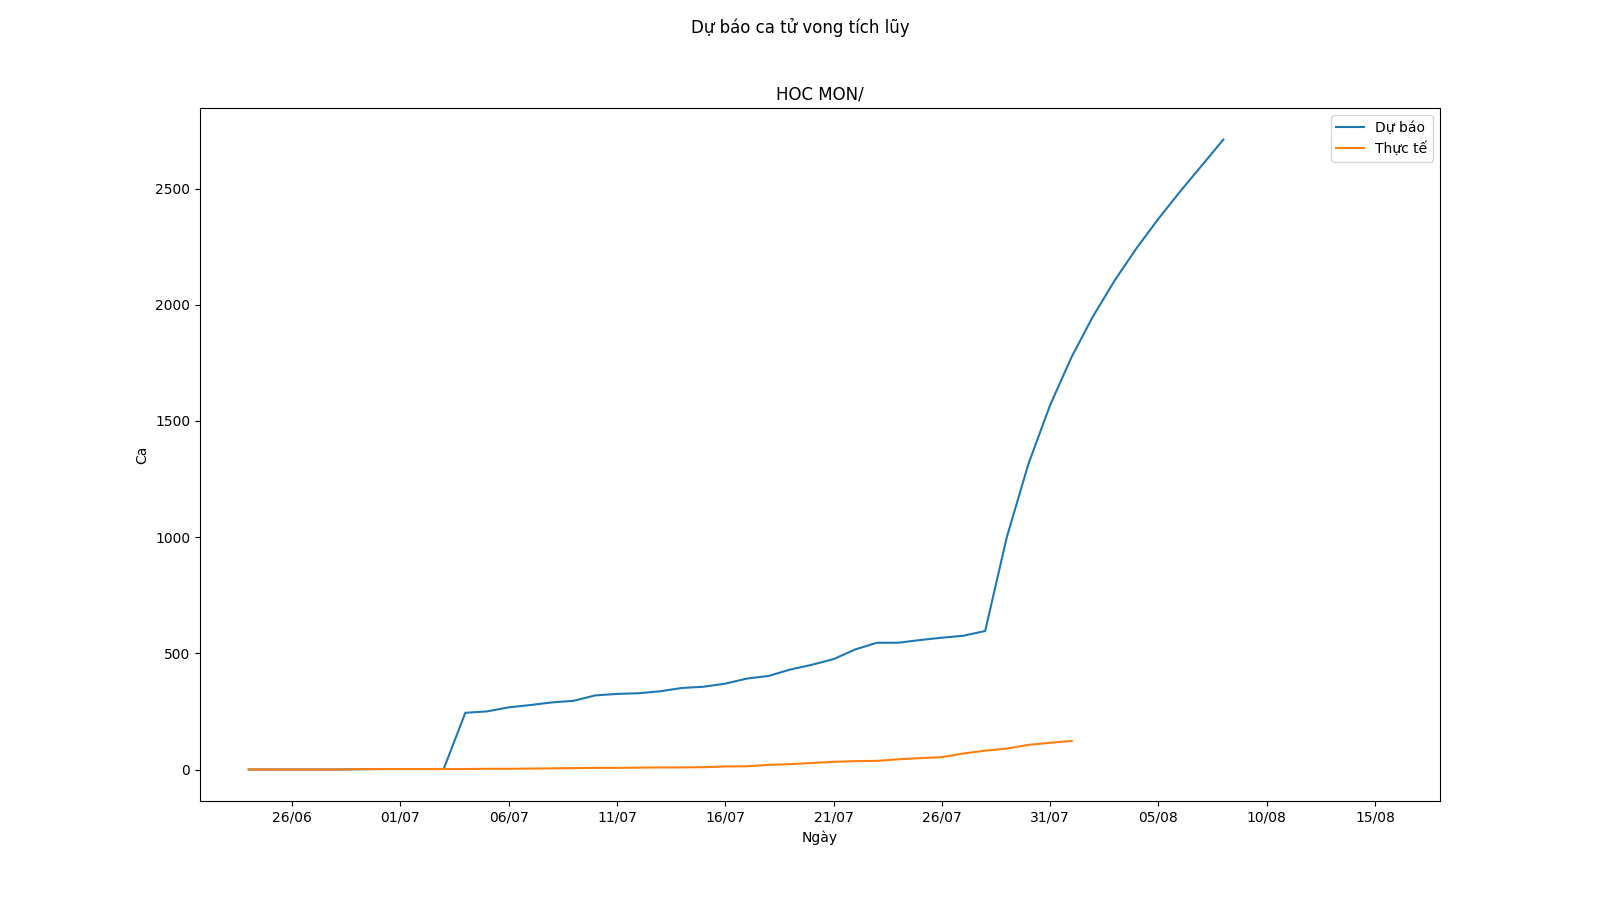 Dự báo ca tử vong tích lũy
HOC MON/
Dự báo
Thực tế
2500
2000
1500
1000
500
0
Ca
26/06 01/07 06/07 11/07 16/07 21/07 26/07 31/07 05/08 10/08 15/08
Ngày